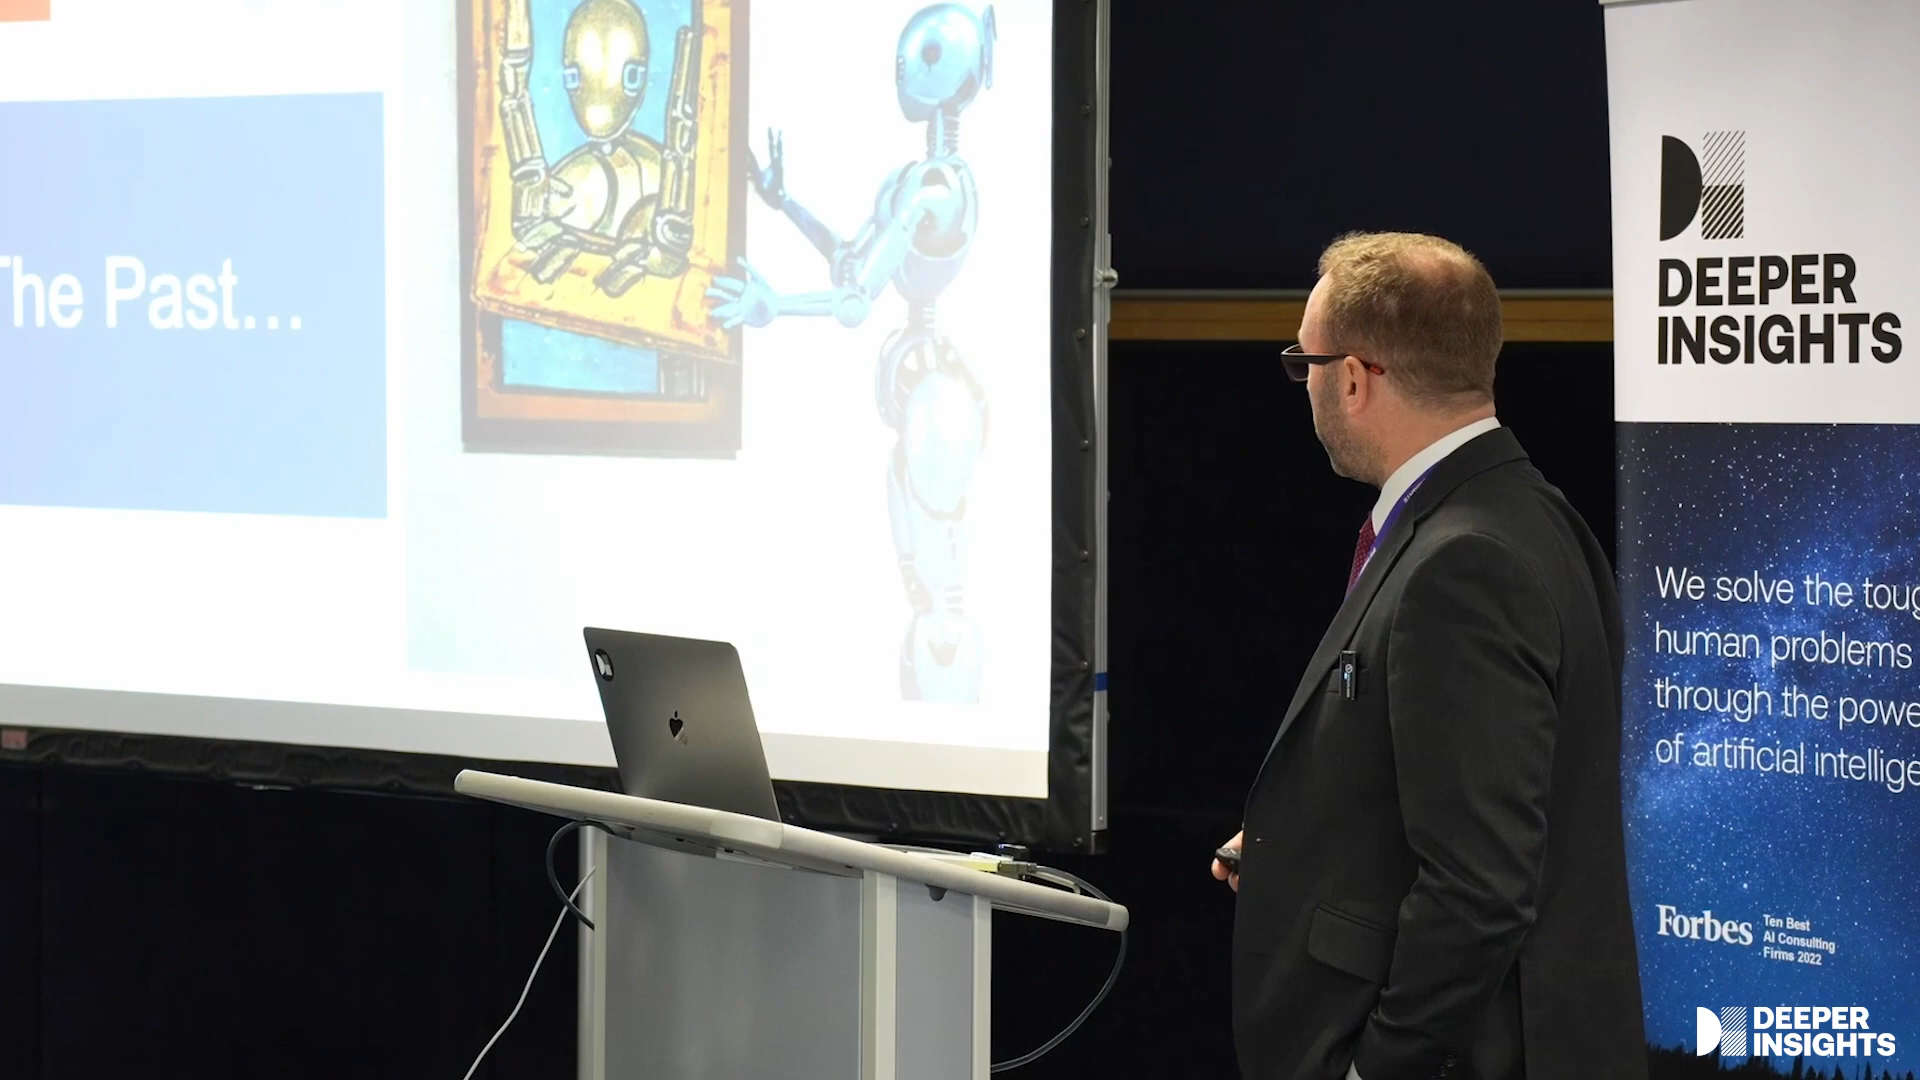 The Past...
DEEPER
INSIGHTS
We solve the toug
human problems
through the powe
of artificial intellige
Forbes
Ten Best
AI Consulting
Firms 2022
DEEPER
INSIGHTS